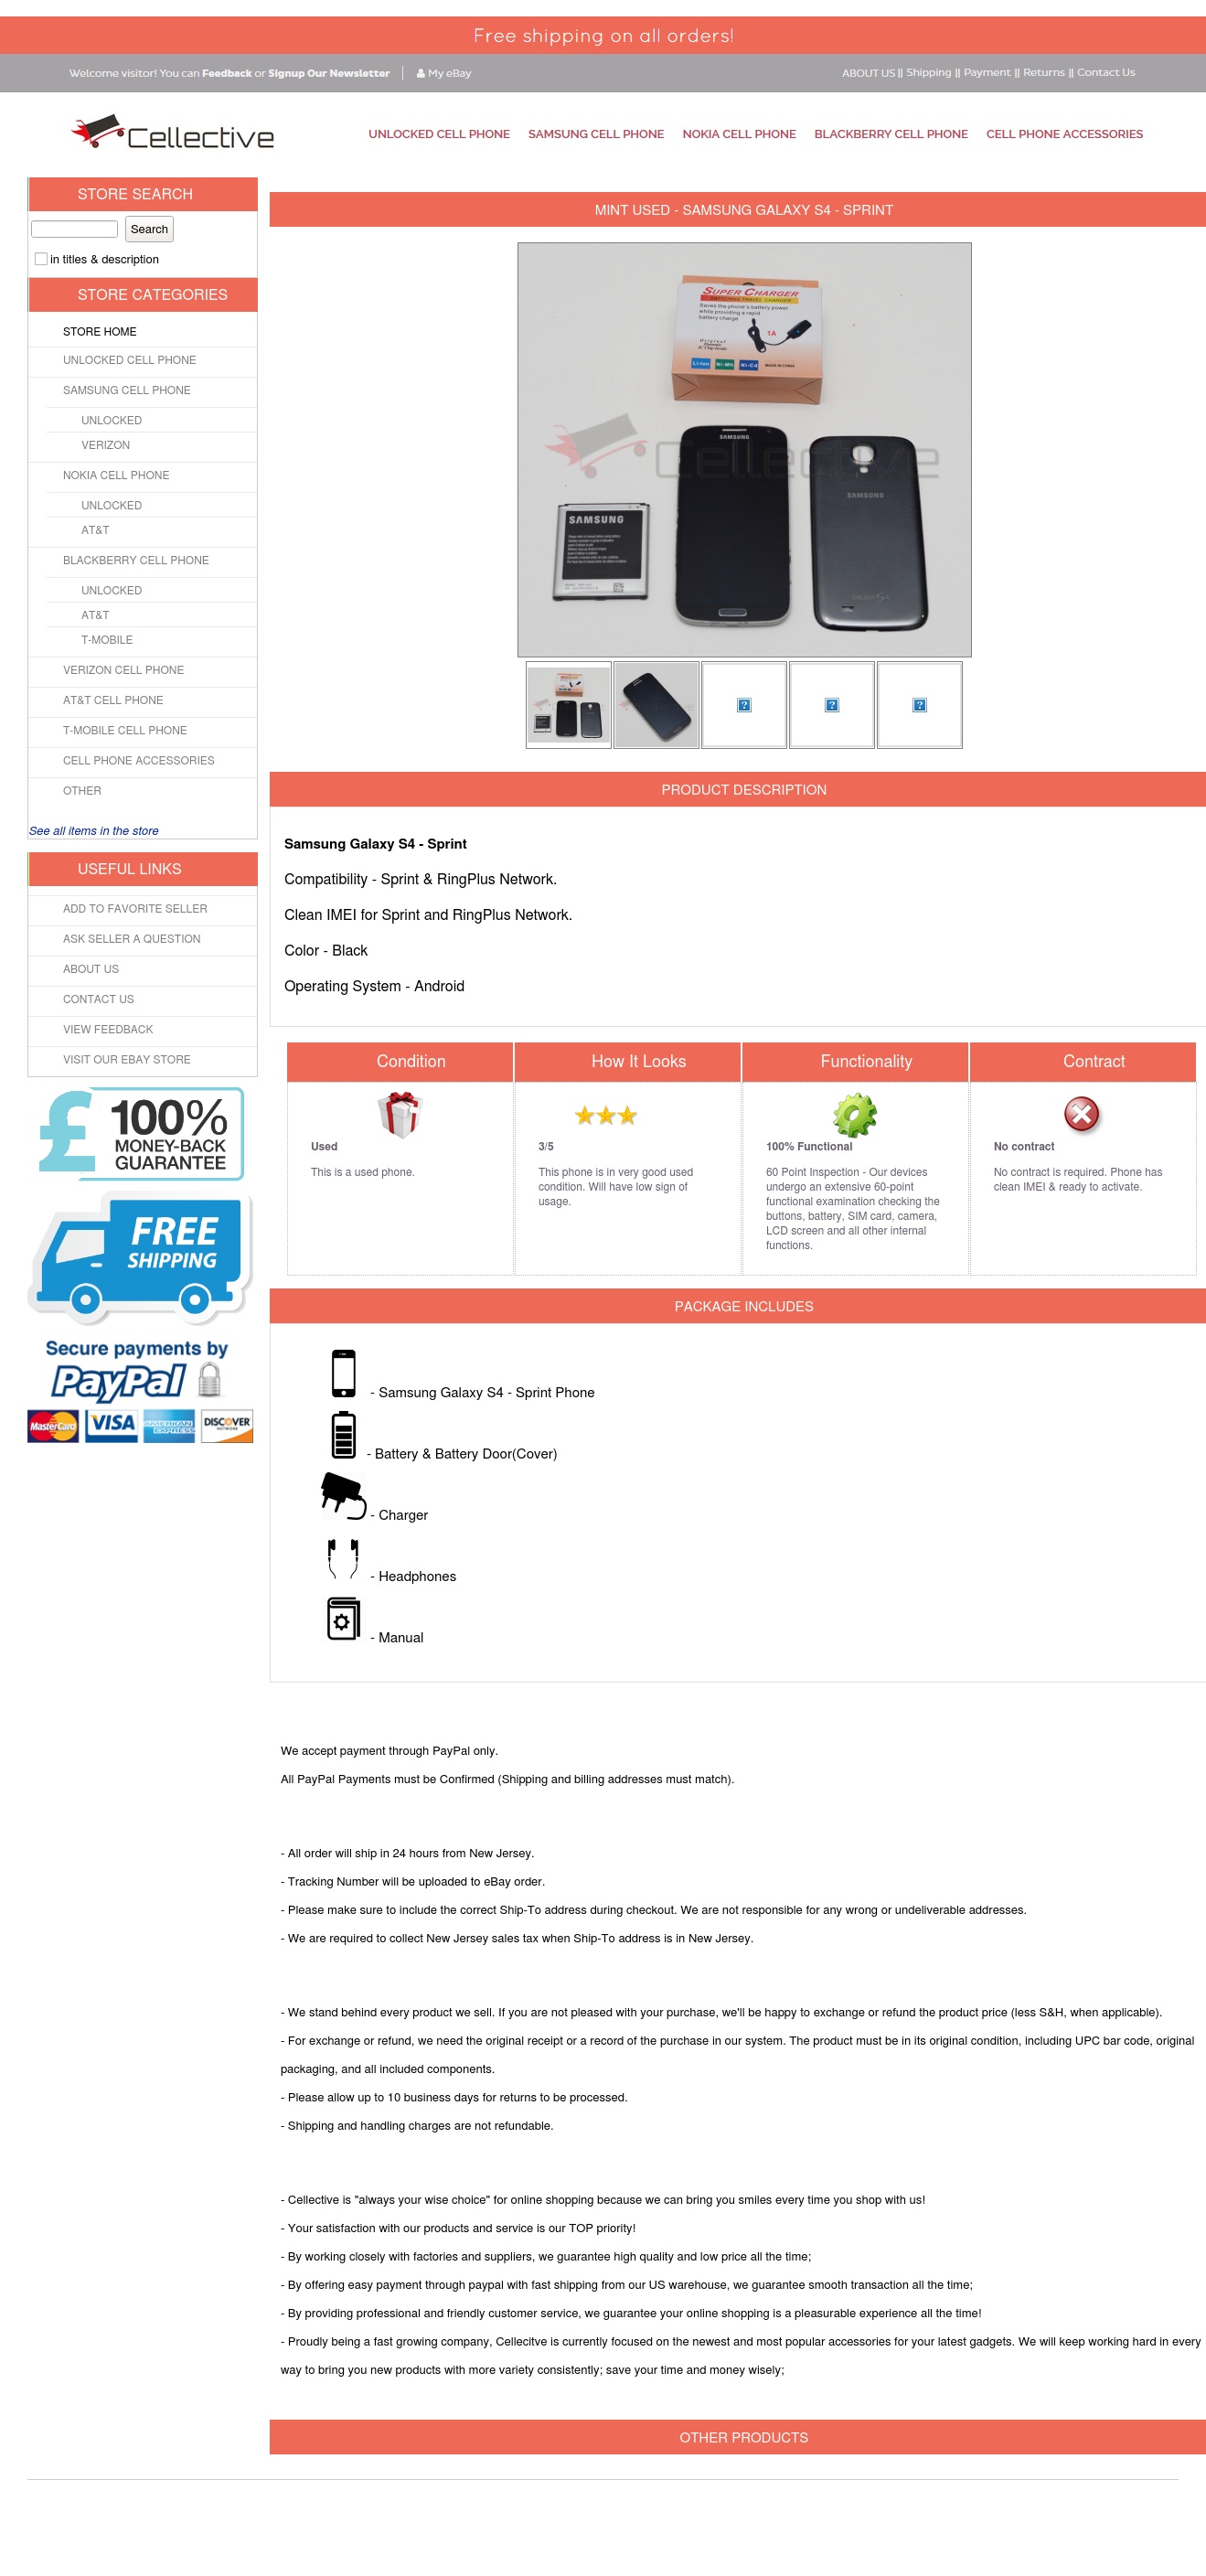 Free shipping on all orders!
Welcome visitor! You can Feedback or Signup Our Newsletter | My eBay
ABOUT US || Shipping || Payment || Returns || Contact Us
Cellective
UNLOCKED CELL PHONE SAMSUNG CELL PHONE NOKIA CELL PHONE BLACKBERRY CELL PHONE CELL PHONE ACCESSORIES
STORE SEARCH
Search
in titles & description
STORE CATEGORIES
STORE HOME
UNLOCKED CELL PHONE
SAMSUNG CELL PHONE
UNLOCKED
VERIZON
NOKIA CELL PHONE
UNLOCKED
AT&T
BLACKBERRY CELL PHONE
UNLOCKED
AT&T
T-MOBILE
VERIZON CELL PHONE
AT&T CELL PHONE
T-MOBILE CELL PHONE
CELL PHONE ACCESSORIES
OTHER
See all items in the store
USEFUL LINKS
ADD TO FAVORITE SELLER
ASK SELLER A QUESTION
ABOUT US
CONTACT US
VIEW FEEDBACK
VISIT OUR EBAY STORE
£ 100%
MONEY-BACK
GUARANTEE
FREE
SHIPPING
Secure payments by
PayPal
MasterCard VISA AMERICAN EXPRESS DISCOVER NETWORK
MINT USED - SAMSUNG GALAXY S4 - SPRINT
SUPER CHARGER
SWITCHING TRAVEL CHARGER
Saves the phone's battery power
while providing a rapid
battery charge
1A
Original
Li-ion Ni-Mh Ni-Cd MADE IN CHINA
Cellective
SAMSUNG
SAMSUNG
SAMSUNG
GALAXY S4
PRODUCT DESCRIPTION
Samsung Galaxy S4 - Sprint
Compatibility - Sprint & RingPlus Network.
Clean IMEI for Sprint and RingPlus Network.
Color - Black
Operating System - Android
Condition
Used
This is a used phone.
How It Looks
3/5
This phone is in very good used
condition. Will have low sign of
usage.
Functionality
100% Functional
60 Point Inspection - Our devices
undergo an extensive 60-point
functional examination checking the
buttons, battery, SIM card, camera,
LCD screen and all other internal
functions.
Contract
No contract
No contract is required. Phone has
clean IMEI & ready to activate.
PACKAGE INCLUDES
- Samsung Galaxy S4 - Sprint Phone
- Battery & Battery Door(Cover)
- Charger
- Headphones
- Manual
We accept payment through PayPal only.
All PayPal Payments must be Confirmed (Shipping and billing addresses must match).
- All order will ship in 24 hours from New Jersey.
- Tracking Number will be uploaded to eBay order.
- Please make sure to include the correct Ship-To address during checkout. We are not responsible for any wrong or undeliverable addresses.
- We are required to collect New Jersey sales tax when Ship-To address is in New Jersey.
- We stand behind every product we sell. If you are not pleased with your purchase, we'll be happy to exchange or refund the product price (less S&H, when applicable).
- For exchange or refund, we need the original receipt or a record of the purchase in our system. The product must be in its original condition, including UPC bar code, original
packaging, and all included components.
- Please allow up to 10 business days for returns to be processed.
- Shipping and handling charges are not refundable.
- Cellective is "always your wise choice" for online shopping because we can bring you smiles every time you shop with us!
- Your satisfaction with our products and service is our TOP priority!
- By working closely with factories and suppliers, we guarantee high quality and low price all the time;
- By offering easy payment through paypal with fast shipping from our US warehouse, we guarantee smooth transaction all the time;
- By providing professional and friendly customer service, we guarantee your online shopping is a pleasurable experience all the time!
- Proudly being a fast growing company, Cellecitve is currently focused on the newest and most popular accessories for your latest gadgets. We will keep working hard in every
way to bring you new products with more variety consistently; save your time and money wisely;
OTHER PRODUCTS